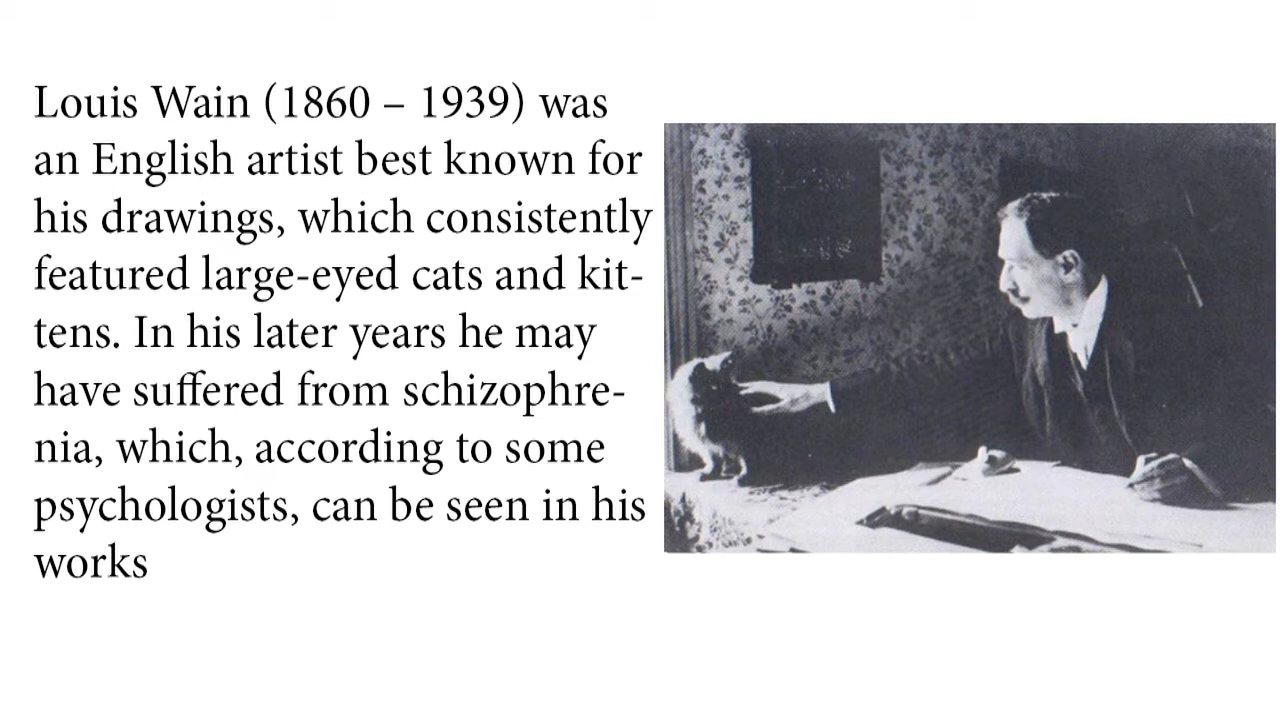 Louis Wain (1860 – 1939) was
an English artist best known for
his drawings, which consistently
featured large-eyed cats and kit-
tens. In his later years he may
have suffered from schizophre-
nia, which, according to some
psychologists, can be seen in his
works